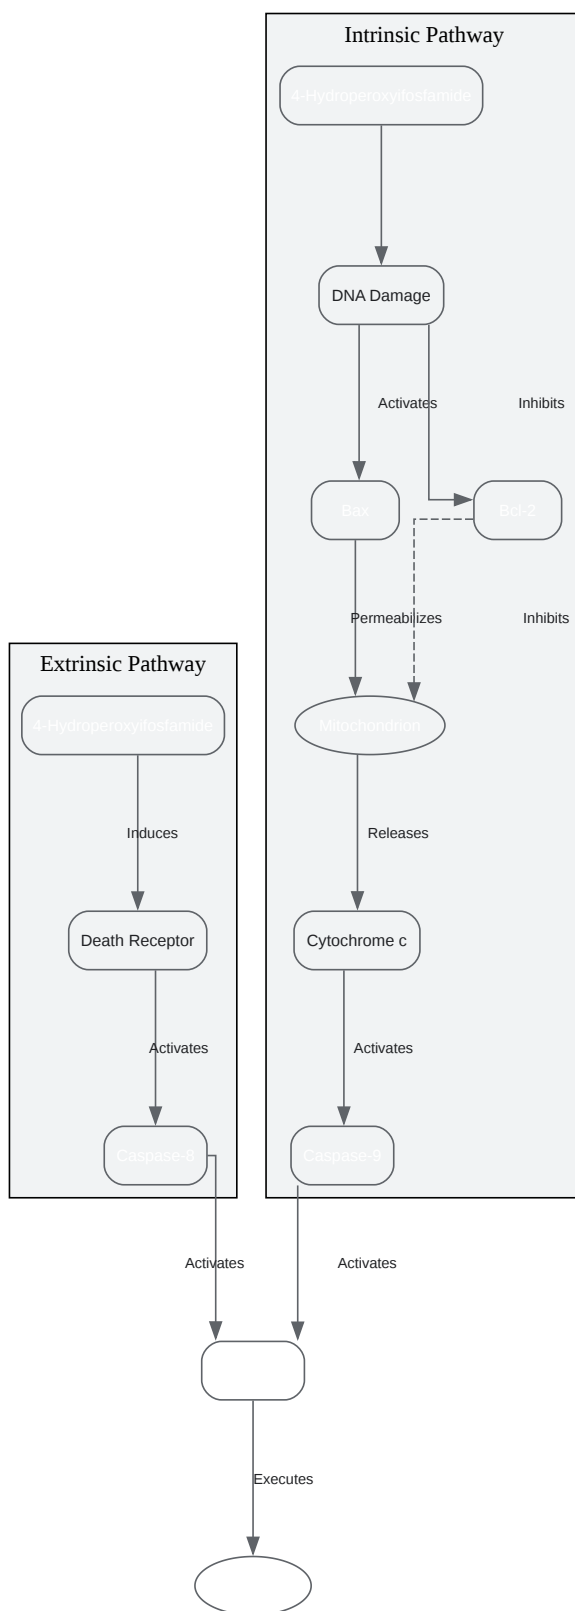 Intrinsic Pathway
4-Hydroperoxyifosfamide
DNA Damage
Activates
Inhibits
Bax
Bcl-2
Permeabilizes
Inhibits
Mitochondrion
Releases
Cytochrome c
Activates
Caspase-9
Extrinsic Pathway
4-Hydroperoxyifosfamide
Induces
Death Receptor
Activates
Caspase-8
Activates
Activates
Executes